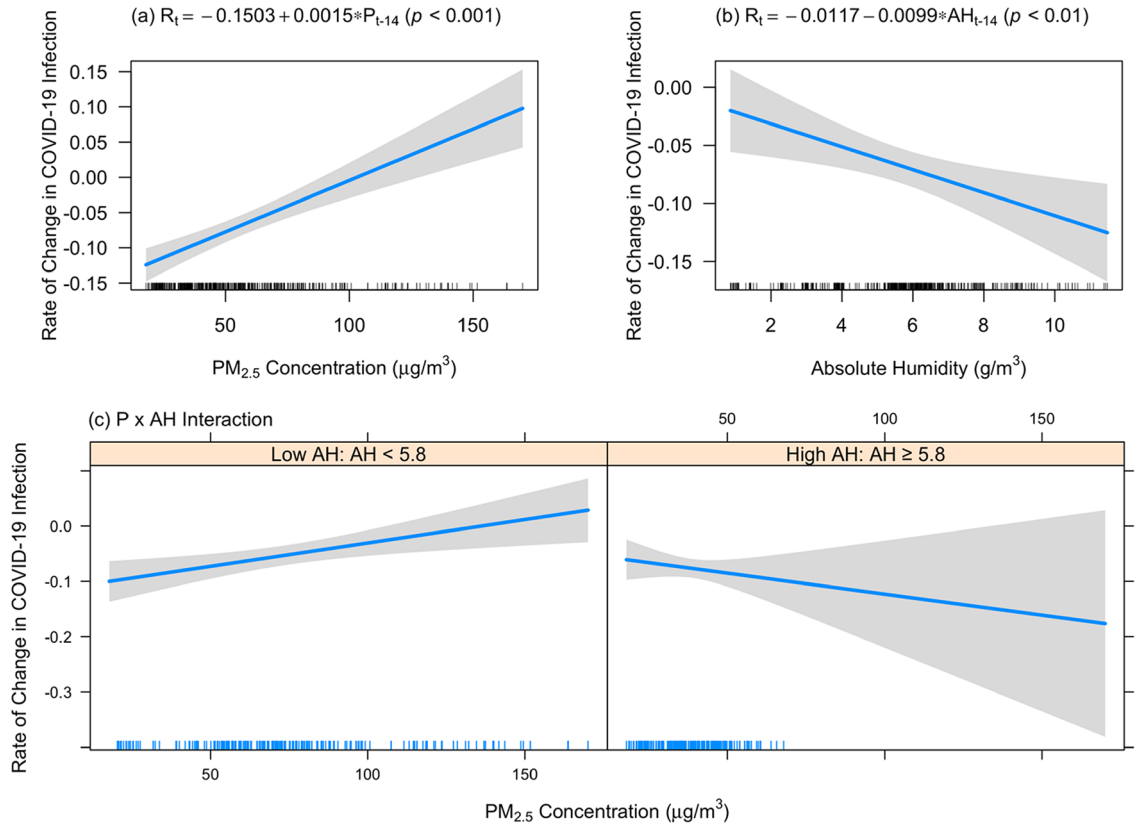 (a) Rt = − 0.1503 + 0.0015*Pt-14 (p < 0.001)
Rate of Change in COVID-19 Infection
0.15
0.10
0.05
0.00
-0.05
-0.10
-0.15
50 100 150
PM2.5 Concentration (μg/m³)
(b) Rt = − 0.0117 − 0.0099*AHt-14 (p < 0.01)
Rate of Change in COVID-19 Infection
0.00
-0.05
-0.10
-0.15
2 4 6 8 10
Absolute Humidity (g/m³)
(c) P x AH Interaction
50 100 150
Low AH: AH < 5.8
High AH: AH ≥ 5.8
Rate of Change in COVID-19 Infection
0.0
-0.1
-0.2
-0.3
50 100 150
PM2.5 Concentration (μg/m³)